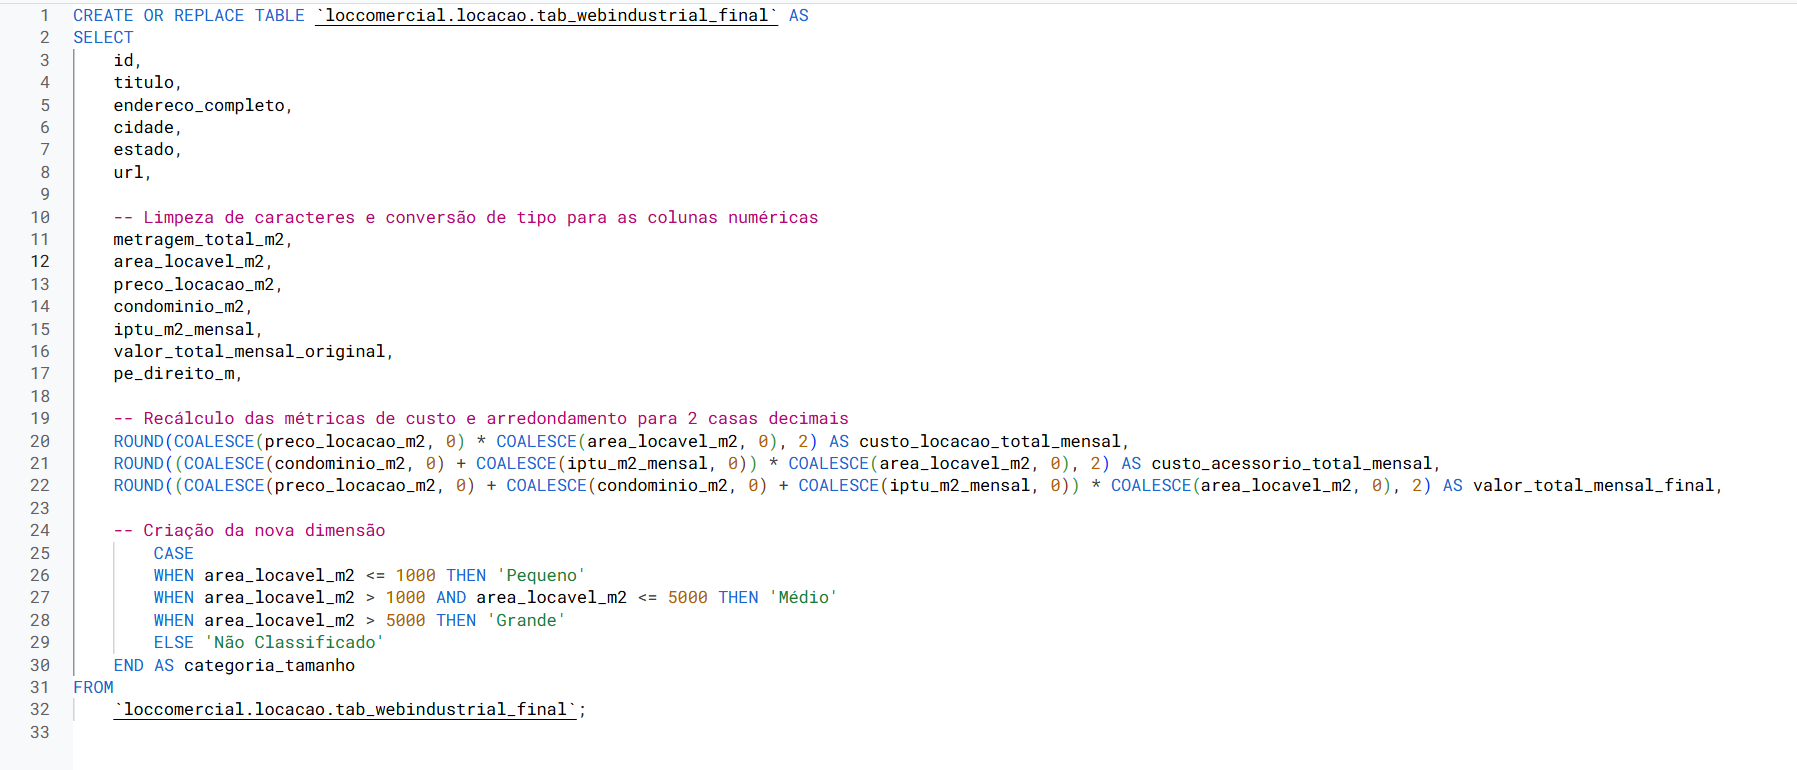 1 CREATE OR REPLACE TABLE `loccomercial.locacao.tab_webindustrial_final` AS
2 SELECT
3 id,
4 titulo,
5 endereco_completo,
6 cidade,
7 estado,
8 url,
9
10 -- Limpeza de caracteres e conversão de tipo para as colunas numéricas
11 metragem_total_m2,
12 area_locavel_m2,
13 preco_locacao_m2,
14 condominio_m2,
15 iptu_m2_mensal,
16 valor_total_mensal_original,
17 pe_direito_m,
18
19 -- Recálculo das métricas de custo e arredondamento para 2 casas decimais
20 ROUND(COALESCE(preco_locacao_m2, 0) * COALESCE(area_locavel_m2, 0), 2) AS custo_locacao_total_mensal,
21 ROUND((COALESCE(condominio_m2, 0) + COALESCE(iptu_m2_mensal, 0)) * COALESCE(area_locavel_m2, 0), 2) AS custo_acessorio_total_mensal,
22 ROUND((COALESCE(preco_locacao_m2, 0) + COALESCE(condominio_m2, 0) + COALESCE(iptu_m2_mensal, 0)) * COALESCE(area_locavel_m2, 0), 2) AS valor_total_mensal_final,
23
24 -- Criação da nova dimensão
25 CASE
26 WHEN area_locavel_m2 <= 1000 THEN 'Pequeno'
27 WHEN area_locavel_m2 > 1000 AND area_locavel_m2 <= 5000 THEN 'Médio'
28 WHEN area_locavel_m2 > 5000 THEN 'Grande'
29 ELSE 'Não Classificado'
30 END AS categoria_tamanho
31 FROM
32 `loccomercial.locacao.tab_webindustrial_final`;
33